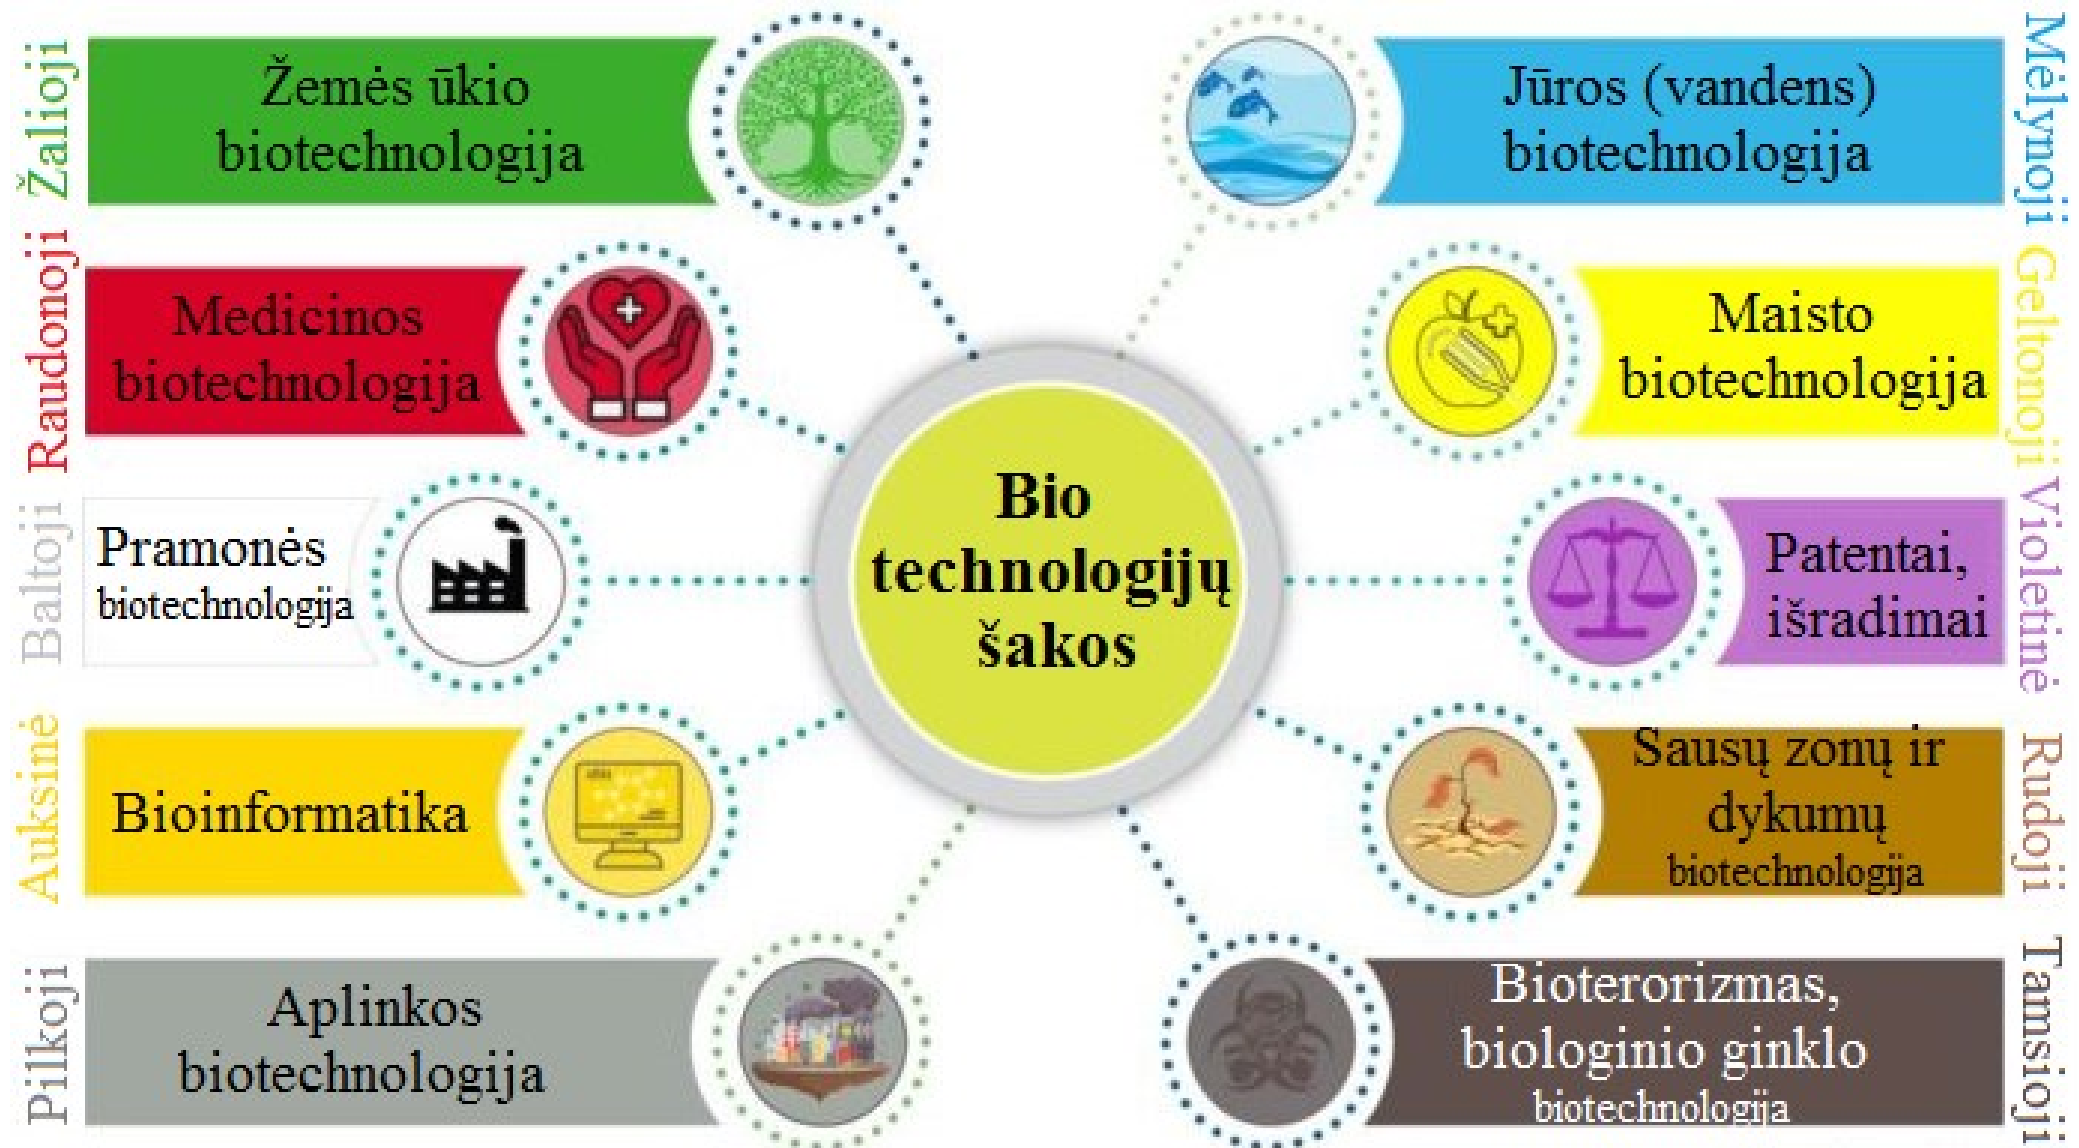 Žalioji
Žemės ūkio
biotechnologija
Raudonoji
Medicinos
biotechnologija
Baltoji
Pramonės
biotechnologija
Auksinė
Bioinformatika
Pilkoji
Aplinkos
biotechnologija
Bio
technologijų
šakos
Jūros (vandens)
biotechnologija
Mėlynoji
Maisto
biotechnologija
Geltonoji
Patentai,
išradimai
Violetinė
Sausų zonų ir
dykumų
biotechnologija
Rudoji
Bioterorizmas,
biologinio ginklo
biotechnologija
Tamsioji